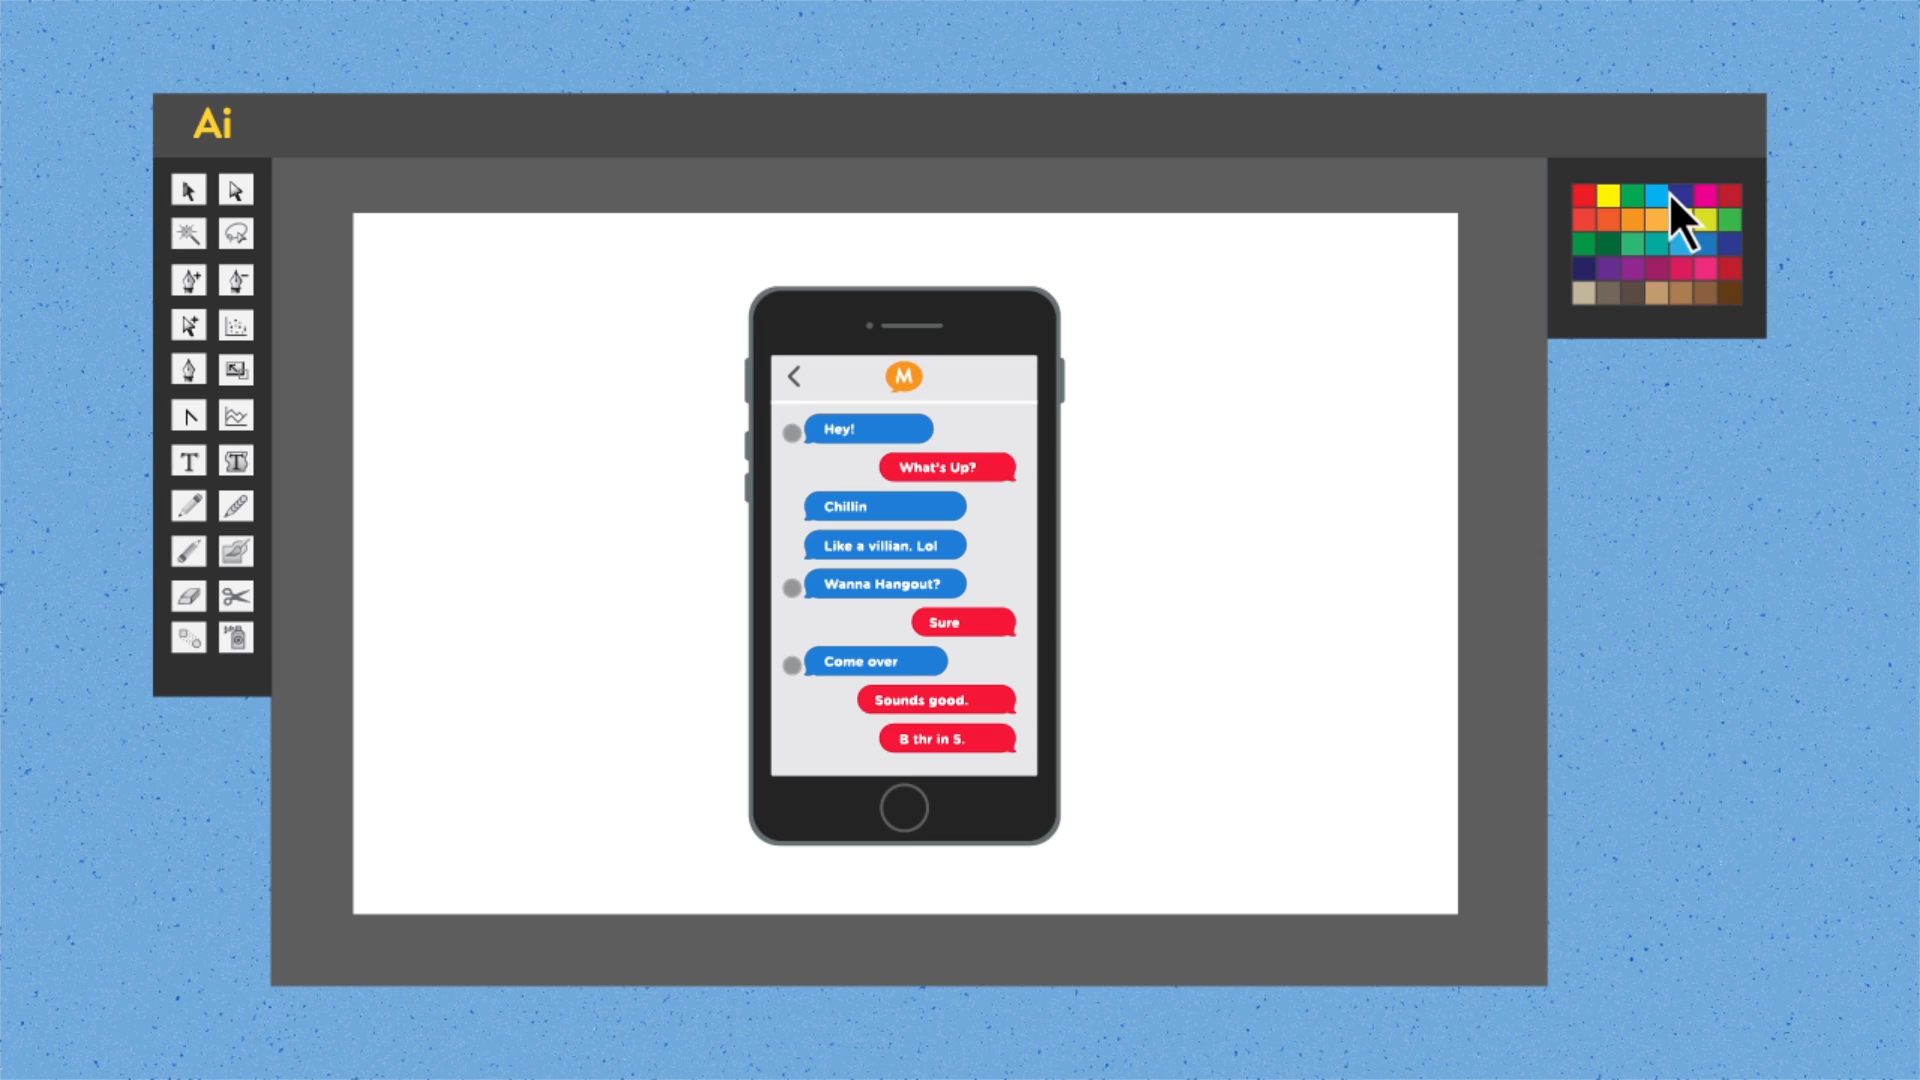 Ai
M
Hey!
What's Up?
Chillin
Like a villian. Lol
Wanna Hangout?
Sure
Come over
Sounds good.
B thr in 5.
T
T